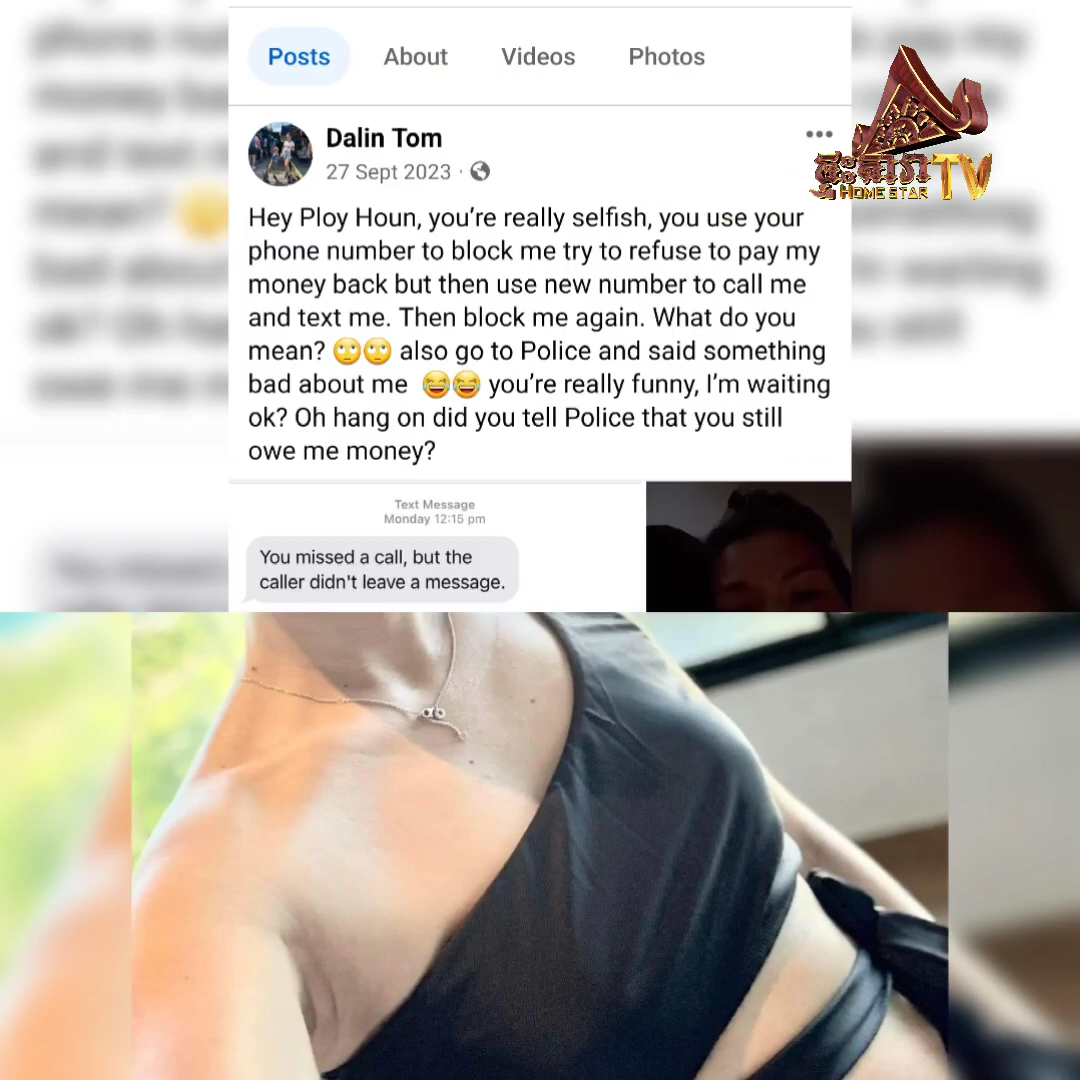 Posts About Videos Photos
ផ្ទះតារា TV
HOME STAR
Dalin Tom
27 Sept 2023 ·
Hey Ploy Houn, you’re really selfish, you use your
phone number to block me try to refuse to pay my
money back but then use new number to call me
and text me. Then block me again. What do you
mean? 🙄🙄 also go to Police and said something
bad about me 😂😂 you’re really funny, I’m waiting
ok? Oh hang on did you tell Police that you still
owe me money?
Text Message
Monday 12:15 pm
You missed a call, but the
caller didn't leave a message.